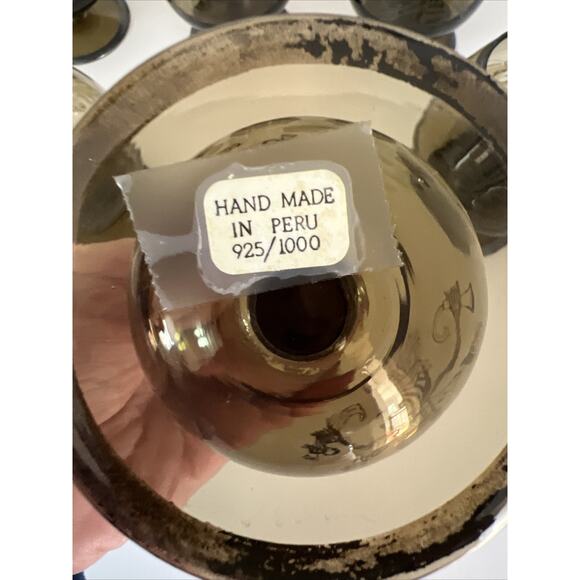 HAND MADE
IN PERU
925/1000